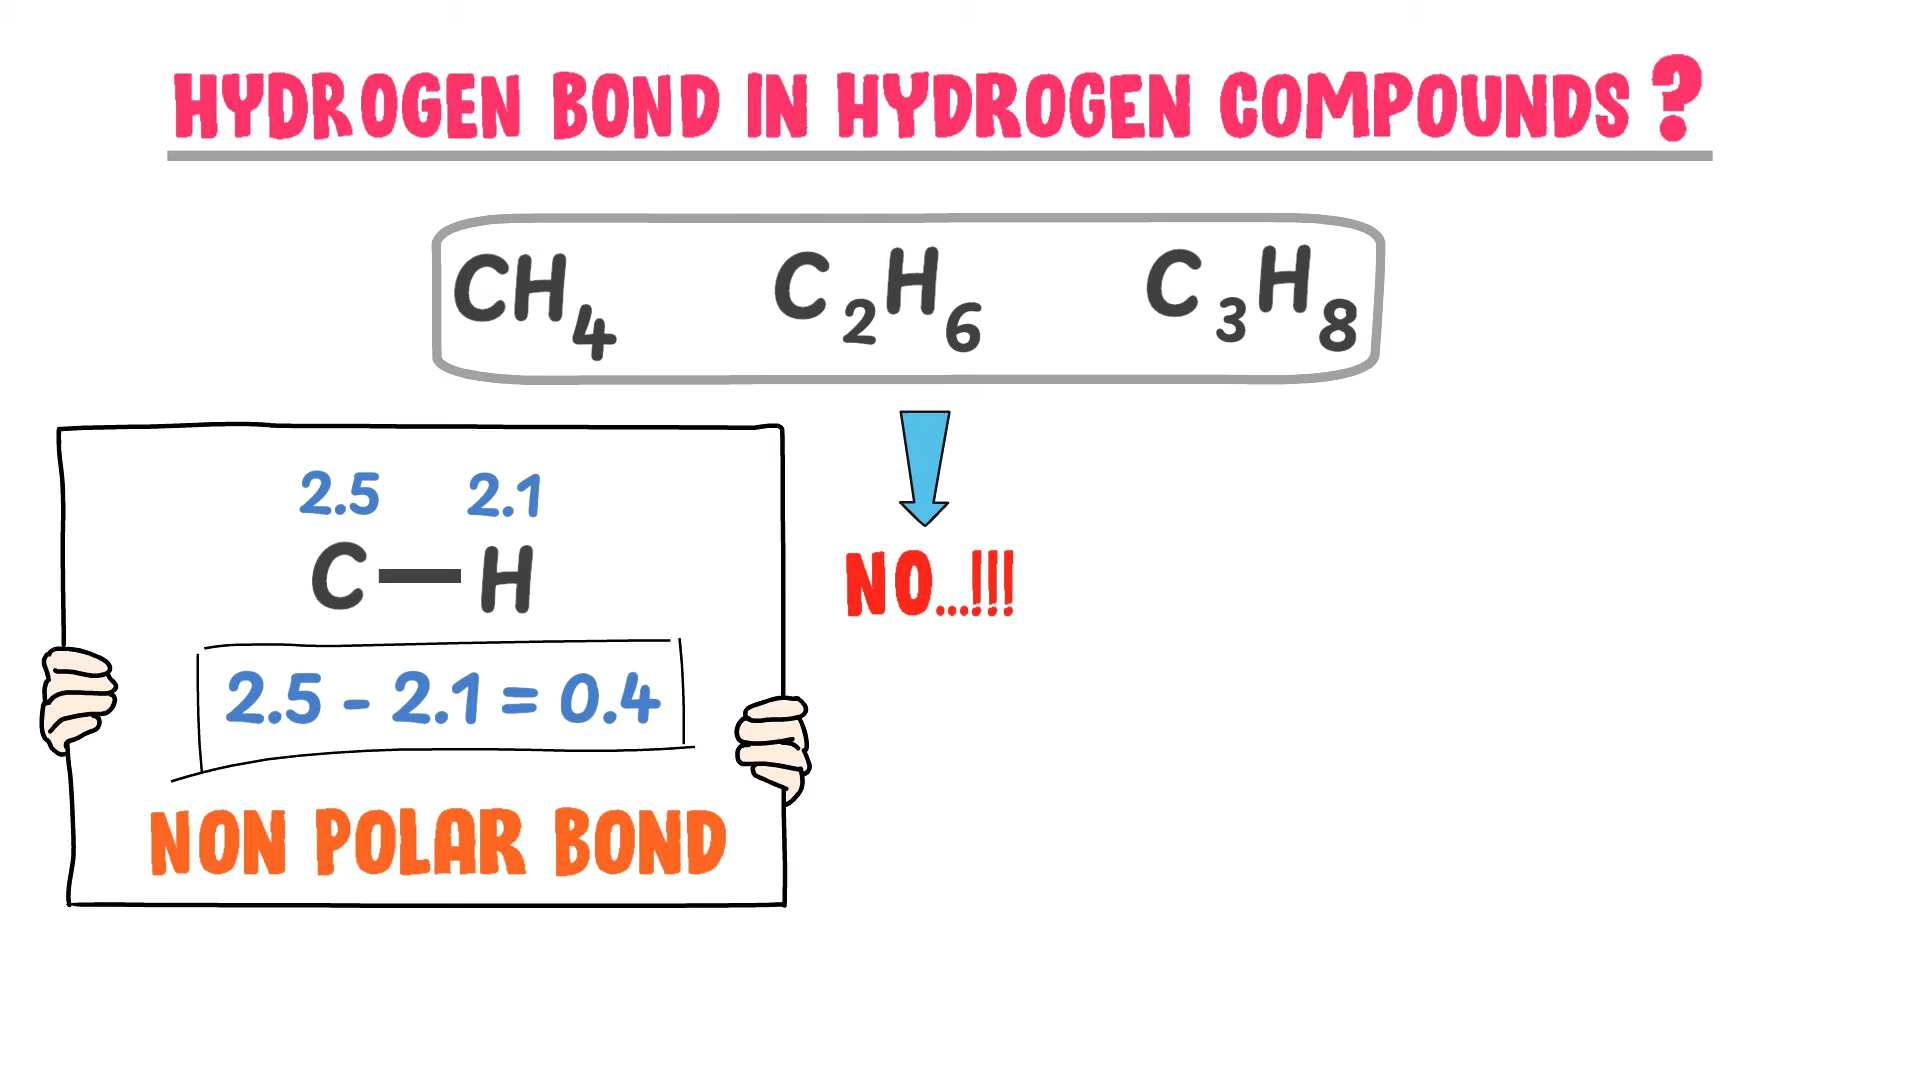 HYDROGEN BOND IN HYDROGEN COMPOUNDS?
CH₄ C₂H₆ C₃H₈
2.5 2.1
C—H
2.5 - 2.1 = 0.4
NON POLAR BOND
NO...!!!